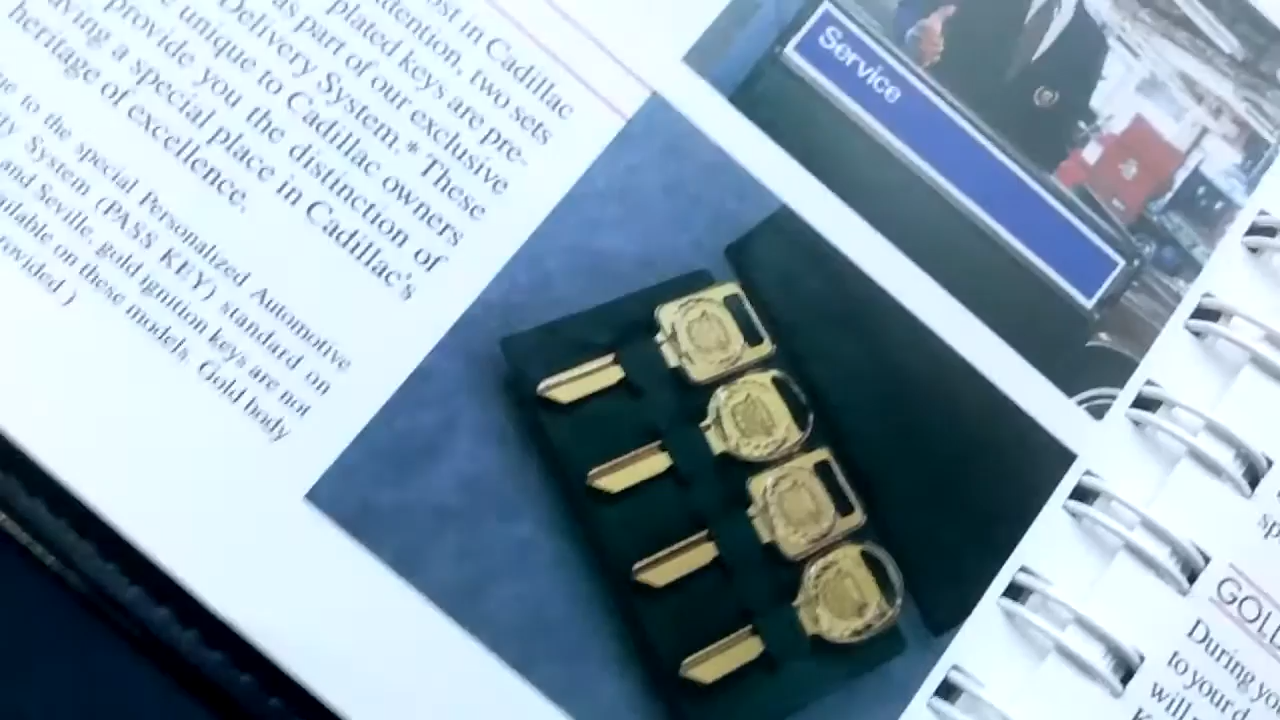 ost in Cadillac
dention, two sets
plated keys are pre-
as part of our exclusive
Delivery System.* These
unique to Cadillac owners
provide you the distinction of
ving a special place in Cadillac's
heritage of excellence.
to the special Personalized Automotive
System (PASS KEY) standard on
and Seville, gold ignition keys are not
ailable on these models. Gold body
rovided.)
Service
sp
GOLD
During yo
to your d
will
K